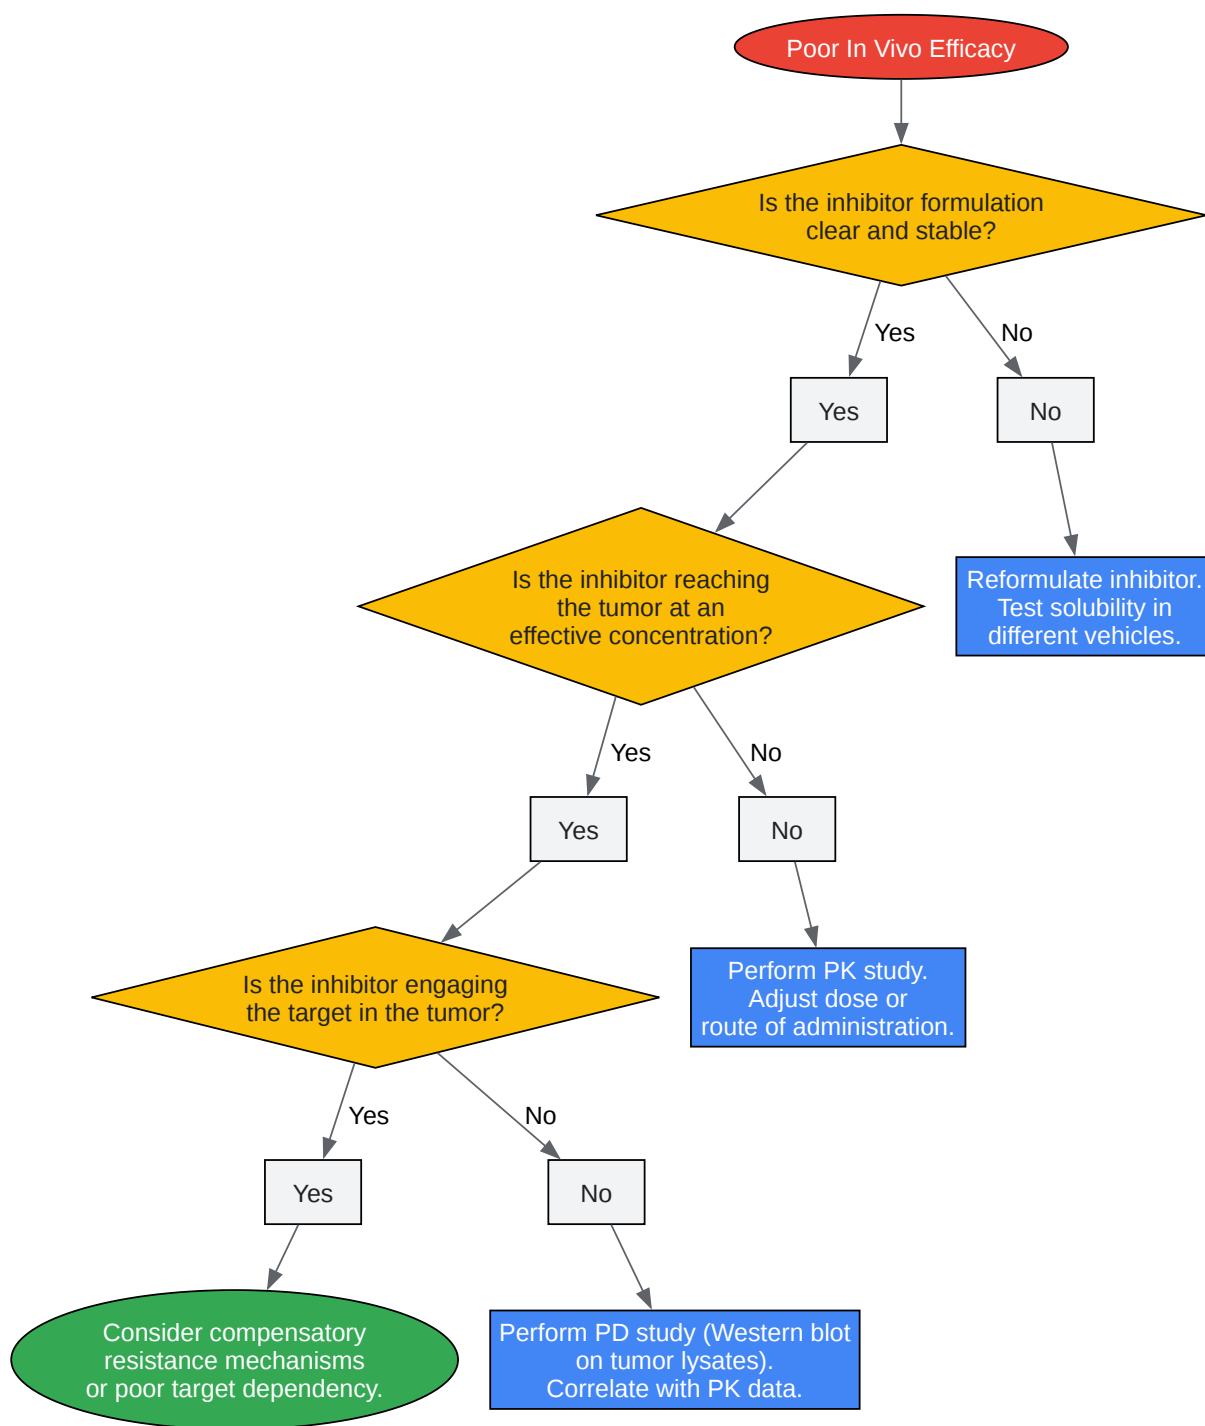 Poor In Vivo Efficacy
Is the inhibitor formulation
clear and stable?
Yes
No
Yes
No
Is the inhibitor reaching
the tumor at an
effective concentration?
Reformulate inhibitor.
Test solubility in
different vehicles.
Yes
No
Yes
No
Is the inhibitor engaging
the target in the tumor?
Perform PK study.
Adjust dose or
route of administration.
Yes
No
Yes
No
Consider compensatory
resistance mechanisms
or poor target dependency.
Perform PD study (Western blot
on tumor lysates).
Correlate with PK data.